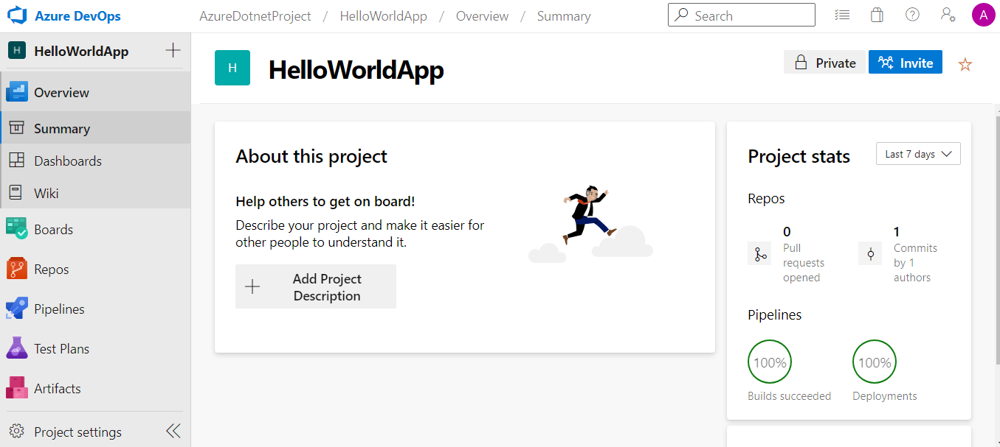 Azure DevOps
AzureDotnetProject / HelloWorldApp / Overview / Summary
Search
A
H HelloWorldApp
Overview
Summary
Dashboards
Wiki
Boards
Repos
Pipelines
Test Plans
Artifacts
Project settings
H HelloWorldApp
Private
Invite
About this project
Help others to get on board!
Describe your project and make it easier for
other people to understand it.
Add Project
Description
Project stats
Last 7 days
Repos
0
Pull
requests
opened
1
Commits
by 1
authors
Pipelines
100%
Builds succeeded
100%
Deployments